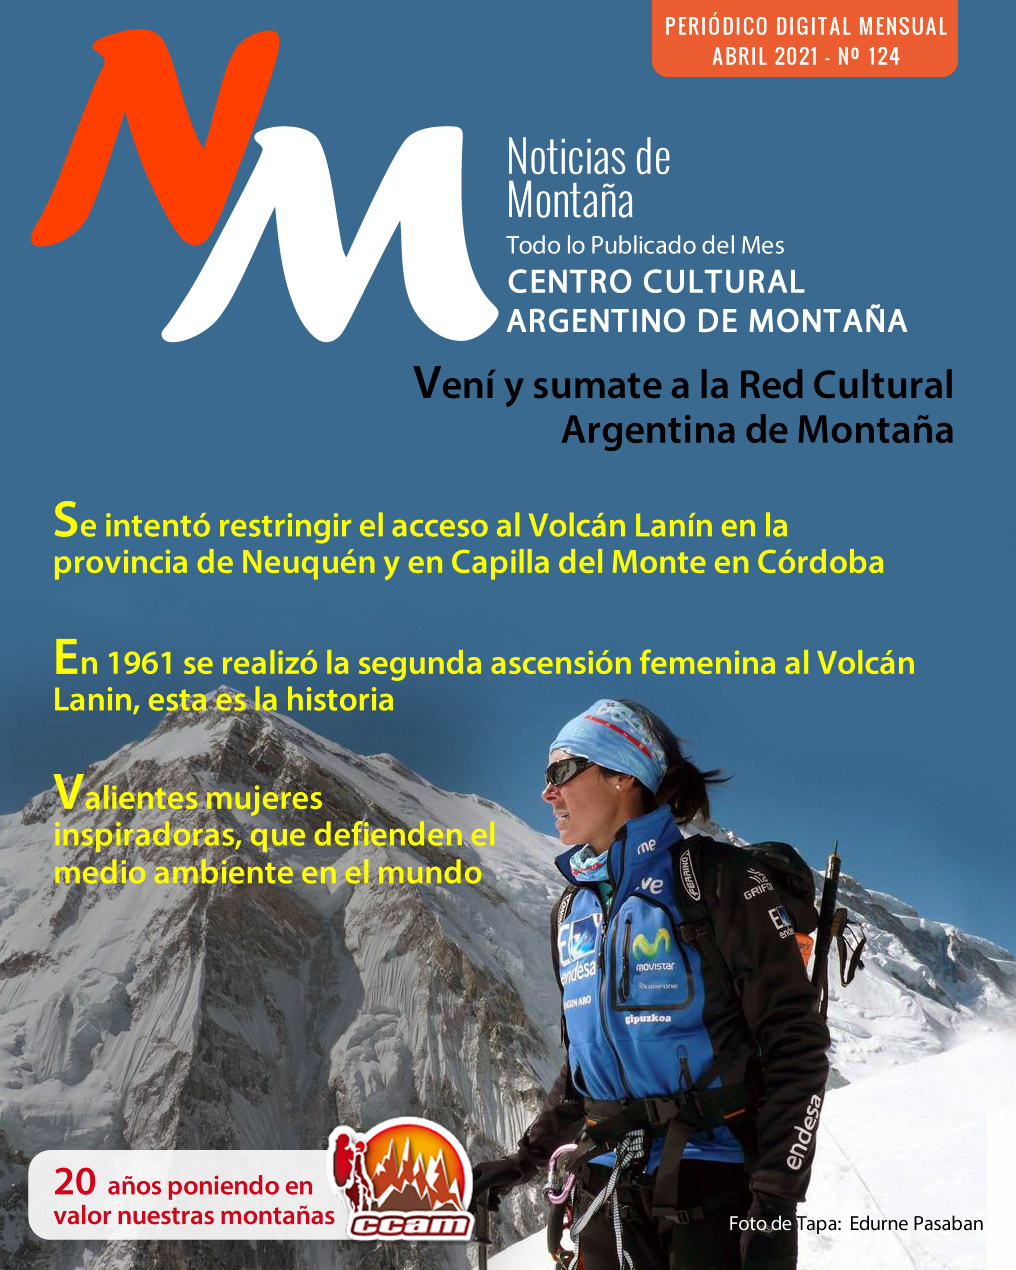 PERIÓDICO DIGITAL MENSUAL
ABRIL 2021 - Nº 124
NM
Noticias de
Montaña
Todo lo Publicado del Mes
CENTRO CULTURAL
ARGENTINO DE MONTAÑA
Vení y sumate a la Red Cultural
Argentina de Montaña
Se intentó restringir el acceso al Volcán Lanín en la
provincia de Neuquén y en Capilla del Monte en Córdoba
En 1961 se realizó la segunda ascensión femenina al Volcán
Lanin, esta es la historia
Valientes mujeres
inspiradoras, que defienden el
medio ambiente en el mundo
me
FERRINO
GRIFONE
endesa
endesa
movistar
GRIFONE
gipuzkoa
endesa
20 años poniendo en
valor nuestras montañas
ccam
Foto de Tapa: Edurne Pasaban